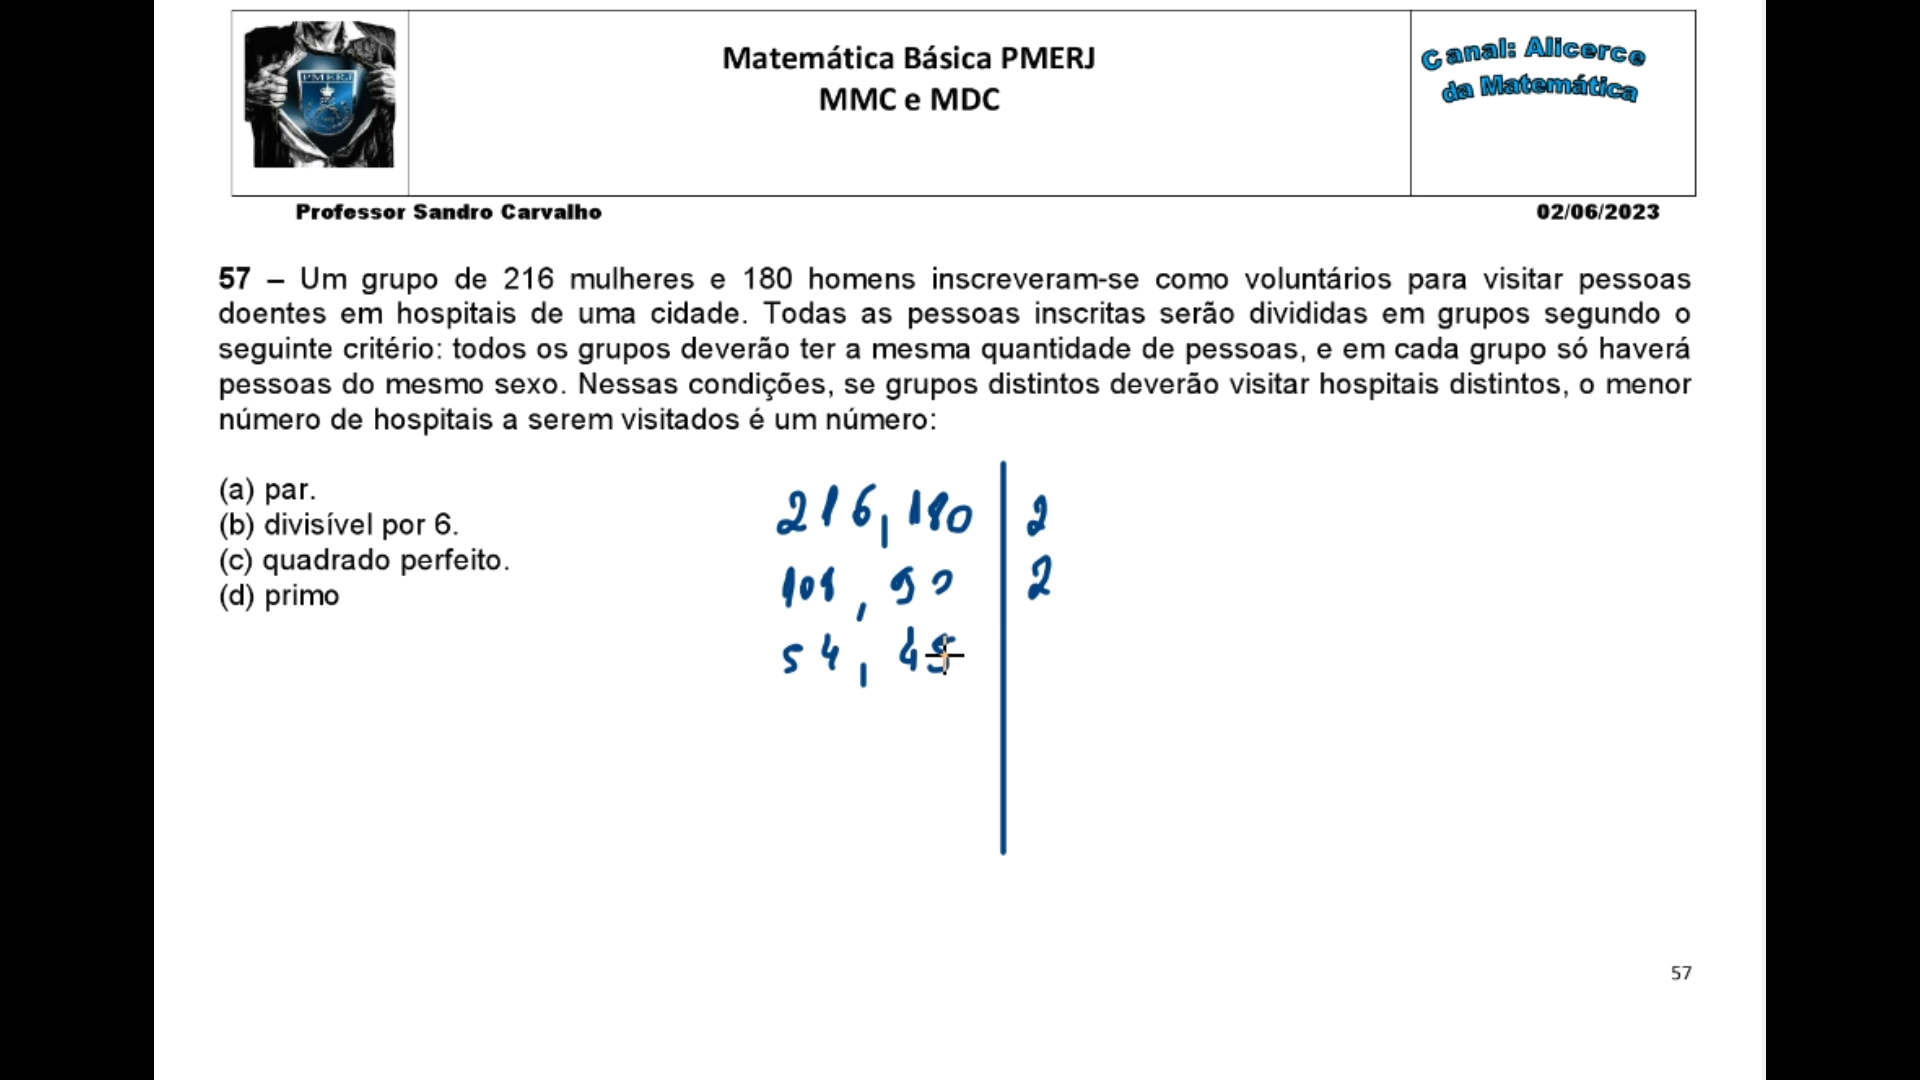 PMERJ
Matemática Básica PMERJ
MMC e MDC
Canal: Alicerce
da Matemática
Professor Sandro Carvalho
02/06/2023
57 – Um grupo de 216 mulheres e 180 homens inscreveram-se como voluntários para visitar pessoas
doentes em hospitais de uma cidade. Todas as pessoas inscritas serão divididas em grupos segundo o
seguinte critério: todos os grupos deverão ter a mesma quantidade de pessoas, e em cada grupo só haverá
pessoas do mesmo sexo. Nessas condições, se grupos distintos deverão visitar hospitais distintos, o menor
número de hospitais a serem visitados é um número:
(a) par.
(b) divisível por 6.
(c) quadrado perfeito.
(d) primo
216, 180 | 2
108, 90 | 2
54, 45
57